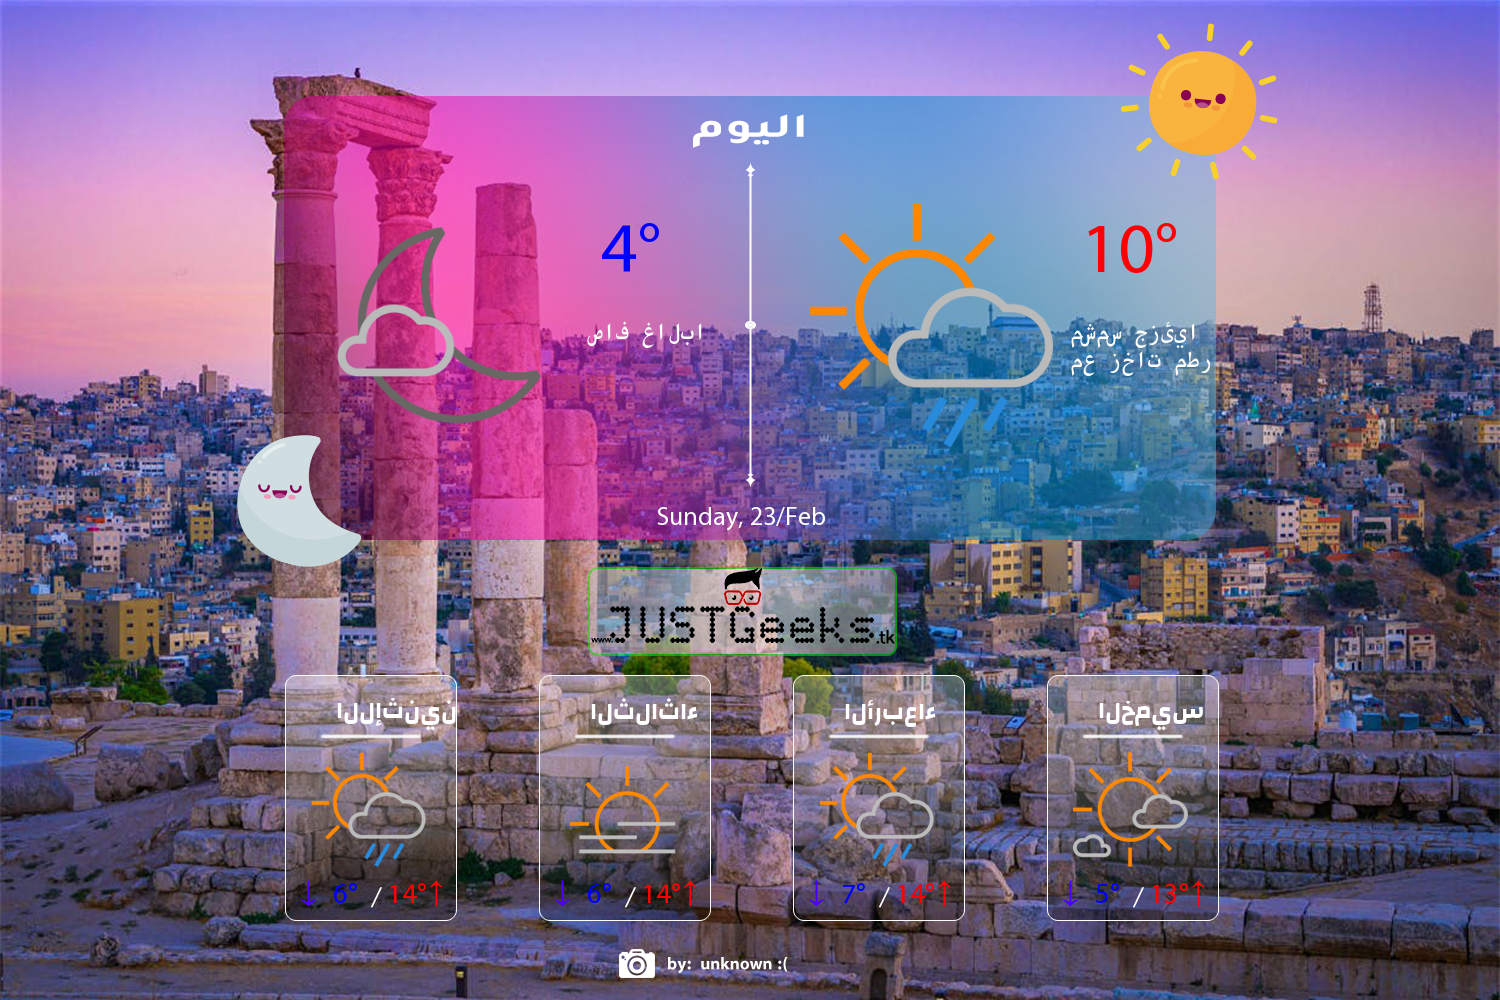 اليوم
4°
10°
صاف غالبا
مشمس جزئيا
مع زخات مطر
Sunday, 23/Feb
www.JUSTGeeks.tk
الإثنين
الثلاثاء
الأربعاء
الخميس
↓ 6° / 14°↑
↓ 6° / 14°↑
↓ 7° / 14°↑
↓ 5° / 13°↑
by: unknown :(